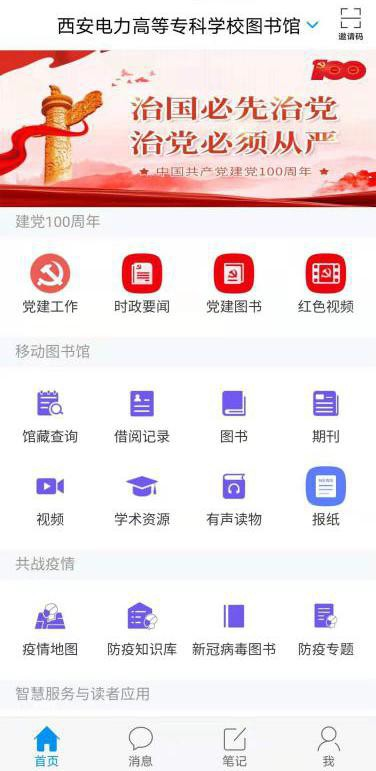 西安电力高等专科学校图书馆
邀请码
100
治国必先治党
治党必须从严
★ 中国共产党建党100周年 ★
建党100周年
党建工作 时政要闻 党建图书 红色视频
移动图书馆
馆藏查询 借阅记录 图书 期刊
NEWS
视频 学术资源 有声读物 报纸
共战疫情
疫情地图 防疫知识库 新冠病毒图书 防疫专题
智慧服务与读者应用
首页 消息 笔记 我